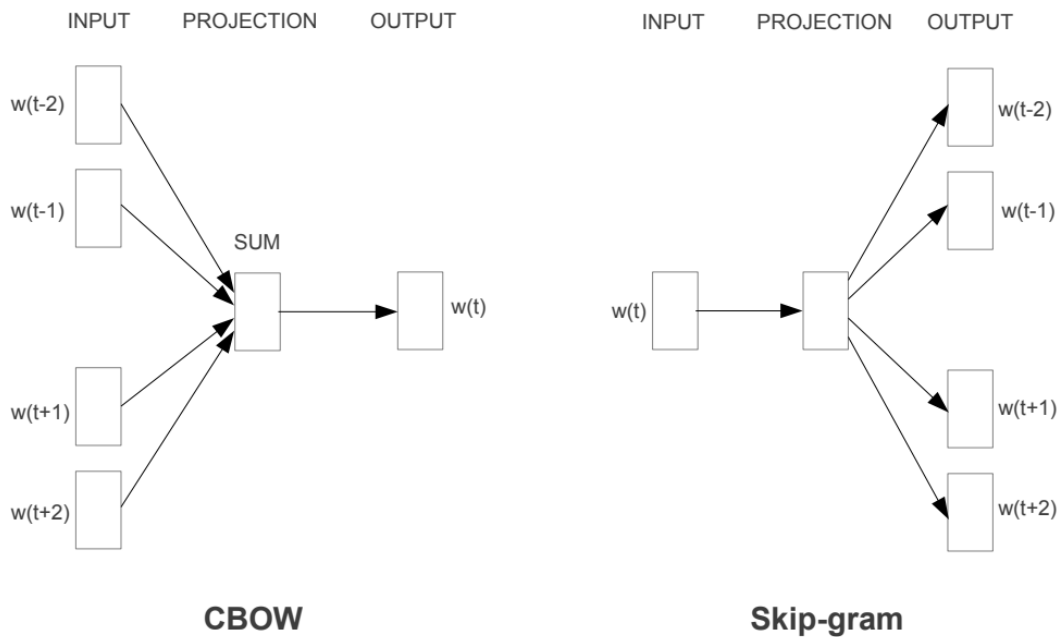 INPUT PROJECTION OUTPUT
w(t-2)
w(t-1)
SUM
w(t)
w(t+1)
w(t+2)
CBOW
INPUT PROJECTION OUTPUT
w(t-2)
w(t-1)
w(t)
w(t+1)
w(t+2)
Skip-gram